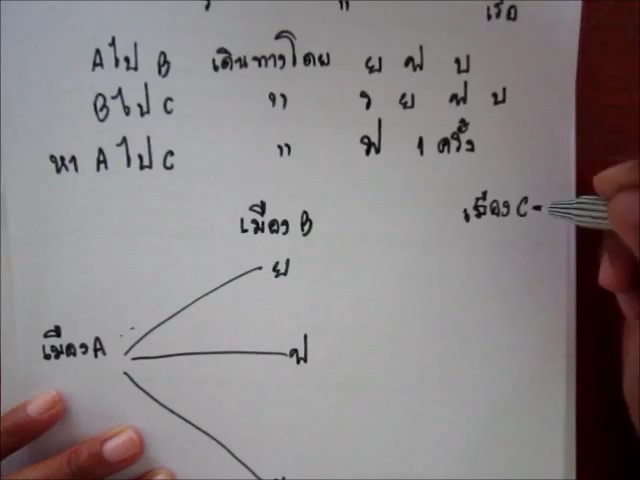 เรือ
A ไป B เดินทางโดย ย ฟ บ
B ไป C " ร ย ฟ บ
หา A ไป C " ฟ 1 ครั้ง
เมือง B
เมือง C
ย
เมือง A
ฟ